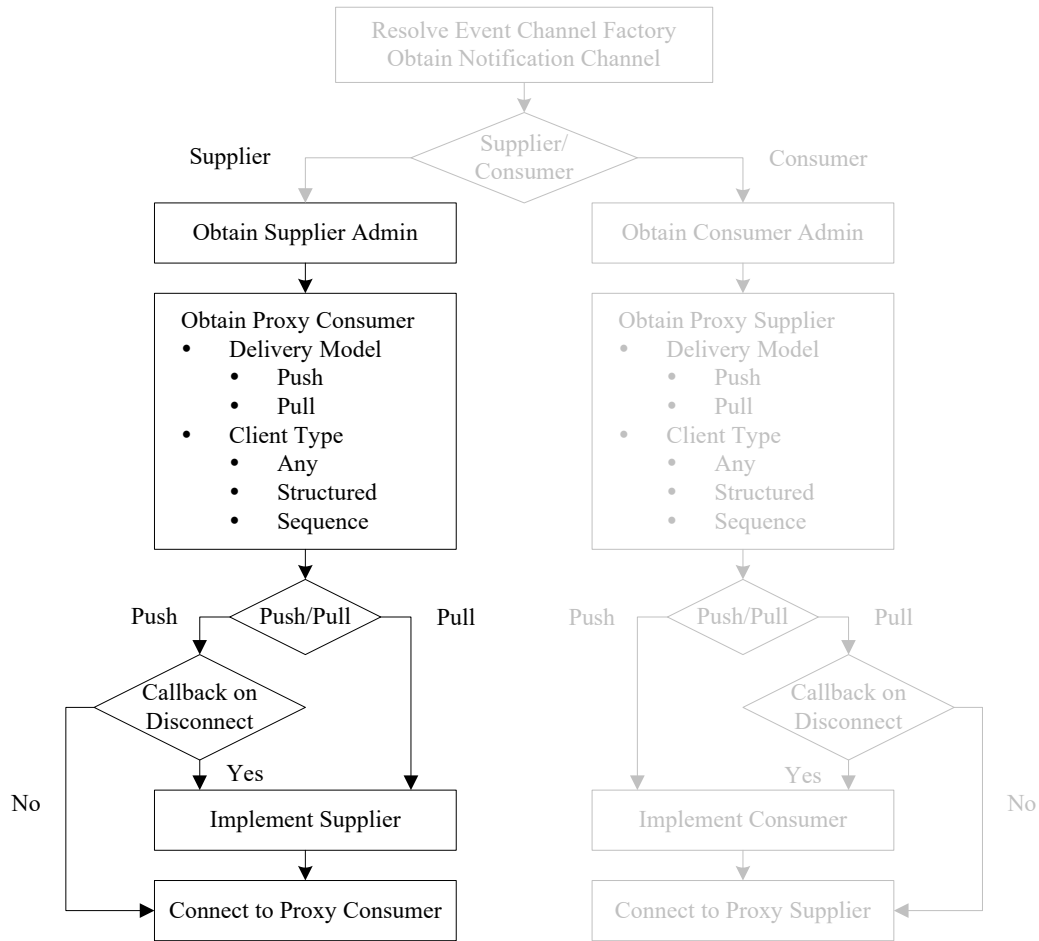 Resolve Event Channel Factory
Obtain Notification Channel
Supplier/
Consumer
Supplier
Consumer
Obtain Supplier Admin
Obtain Proxy Consumer
• Delivery Model
• Push
• Pull
• Client Type
• Any
• Structured
• Sequence
Push/Pull
Push
Pull
Callback on
Disconnect
Yes
No
Implement Supplier
Connect to Proxy Consumer
Obtain Consumer Admin
Obtain Proxy Supplier
• Delivery Model
• Push
• Pull
• Client Type
• Any
• Structured
• Sequence
Push/Pull
Push
Pull
Callback on
Disconnect
Yes
No
Implement Consumer
Connect to Proxy Supplier